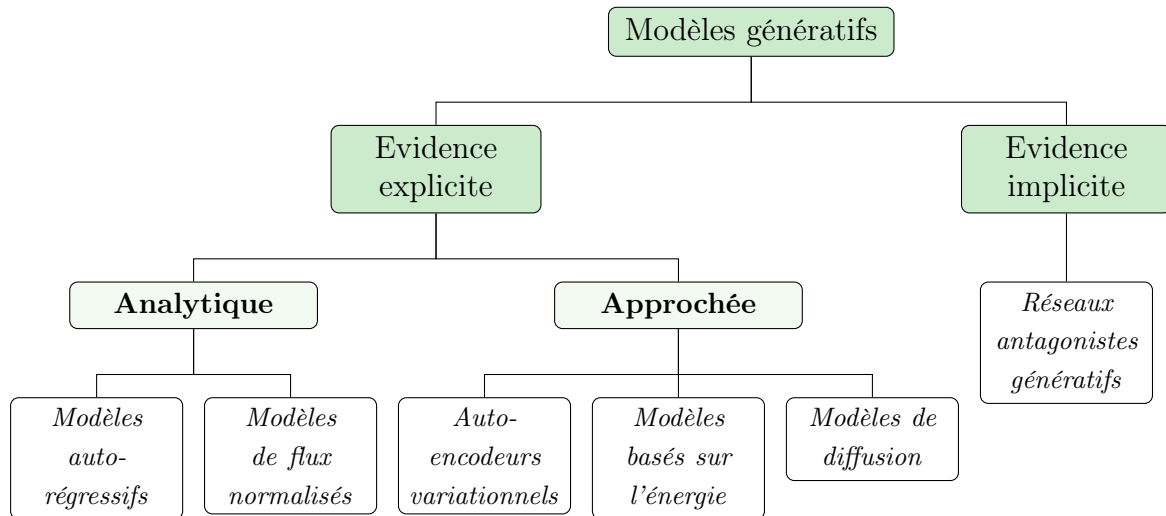 Modèles génératifs
Evidence
explicite
Evidence
implicite
Analytique
Approchée
Réseaux
antagonistes
génératifs
Modèles
auto-
régressifs
Modèles
de flux
normalisés
Auto-
encodeurs
variationnels
Modèles
basés sur
l'énergie
Modèles de
diffusion